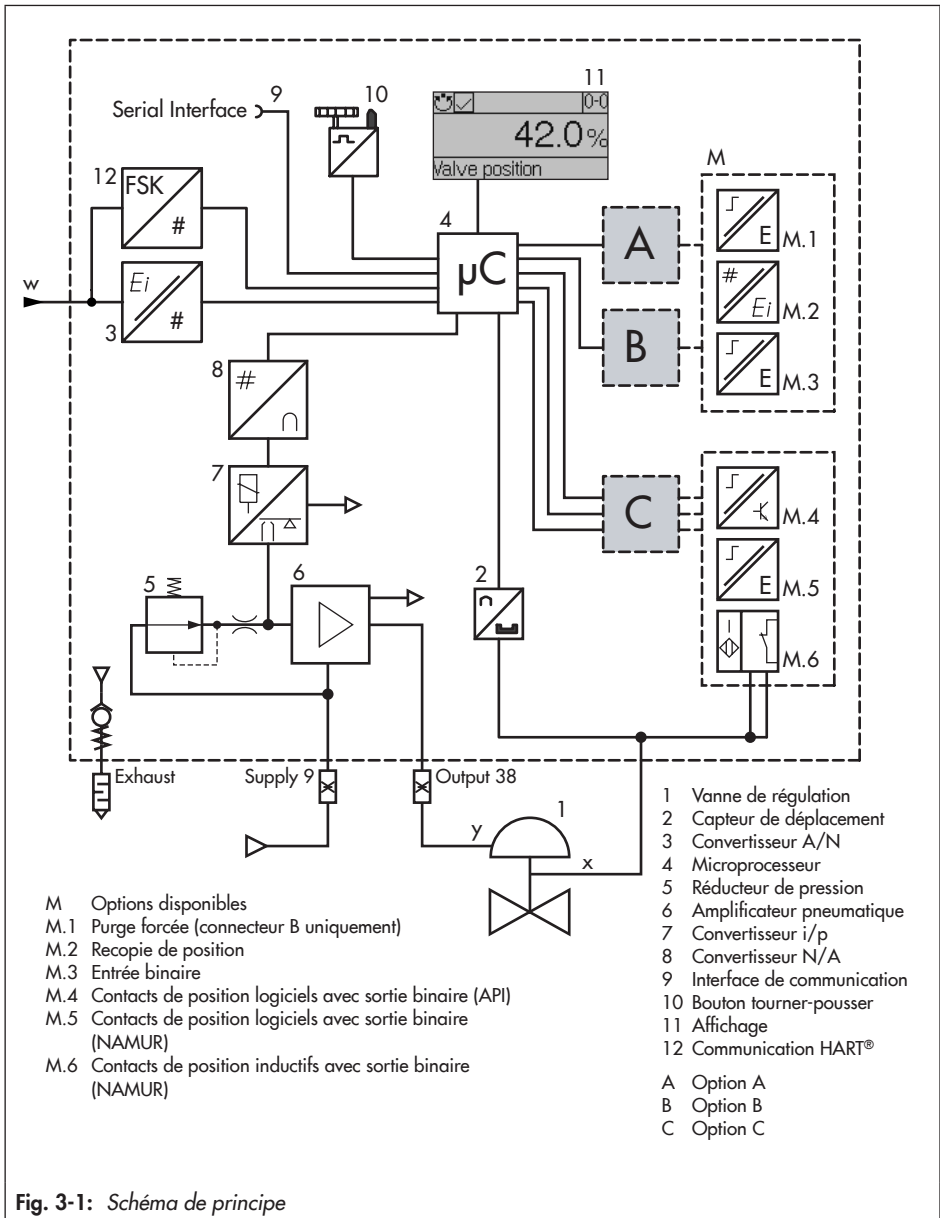 Serial Interface
9
10
11
0-0
42.0%
Valve position
M
12
FSK
#
4
µC
A
E
M.1
w
Ei
#
3
#
Ei
M.2
B
E
M.3
8
#
7
C
M.4
5
6
2
E
M.5
M.6
Exhaust
Supply 9
Output 38
1
y
x
1 Vanne de régulation
2 Capteur de déplacement
3 Convertisseur A/N
4 Microprocesseur
5 Réducteur de pression
6 Amplificateur pneumatique
7 Convertisseur i/p
8 Convertisseur N/A
9 Interface de communication
10 Bouton tourner-pousser
11 Affichage
12 Communication HART®
A Option A
B Option B
C Option C
M Options disponibles
M.1 Purge forcée (connecteur B uniquement)
M.2 Recopie de position
M.3 Entrée binaire
M.4 Contacts de position logiciels avec sortie binaire (API)
M.5 Contacts de position logiciels avec sortie binaire
(NAMUR)
M.6 Contacts de position inductifs avec sortie binaire
(NAMUR)
Fig. 3-1: Schéma de principe